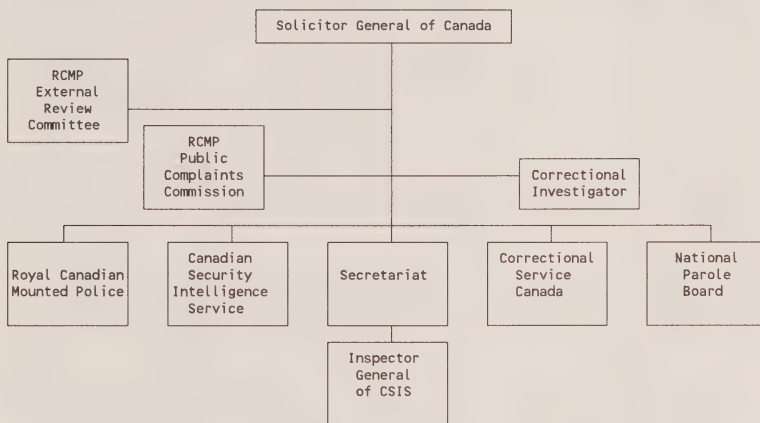 Solicitor General of Canada
RCMP
External
Review
Committee
RCMP
Public
Complaints
Commission
Correctional
Investigator
Royal Canadian
Mounted Police
Canadian
Security
Intelligence
Service
Secretariat
Correctional
Service
Canada
National
Parole
Board
Inspector
General
of CSIS